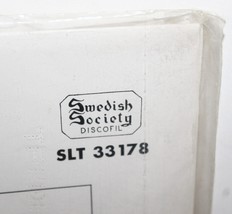 Swedish
Society
DISCOFIL
SLT 33178